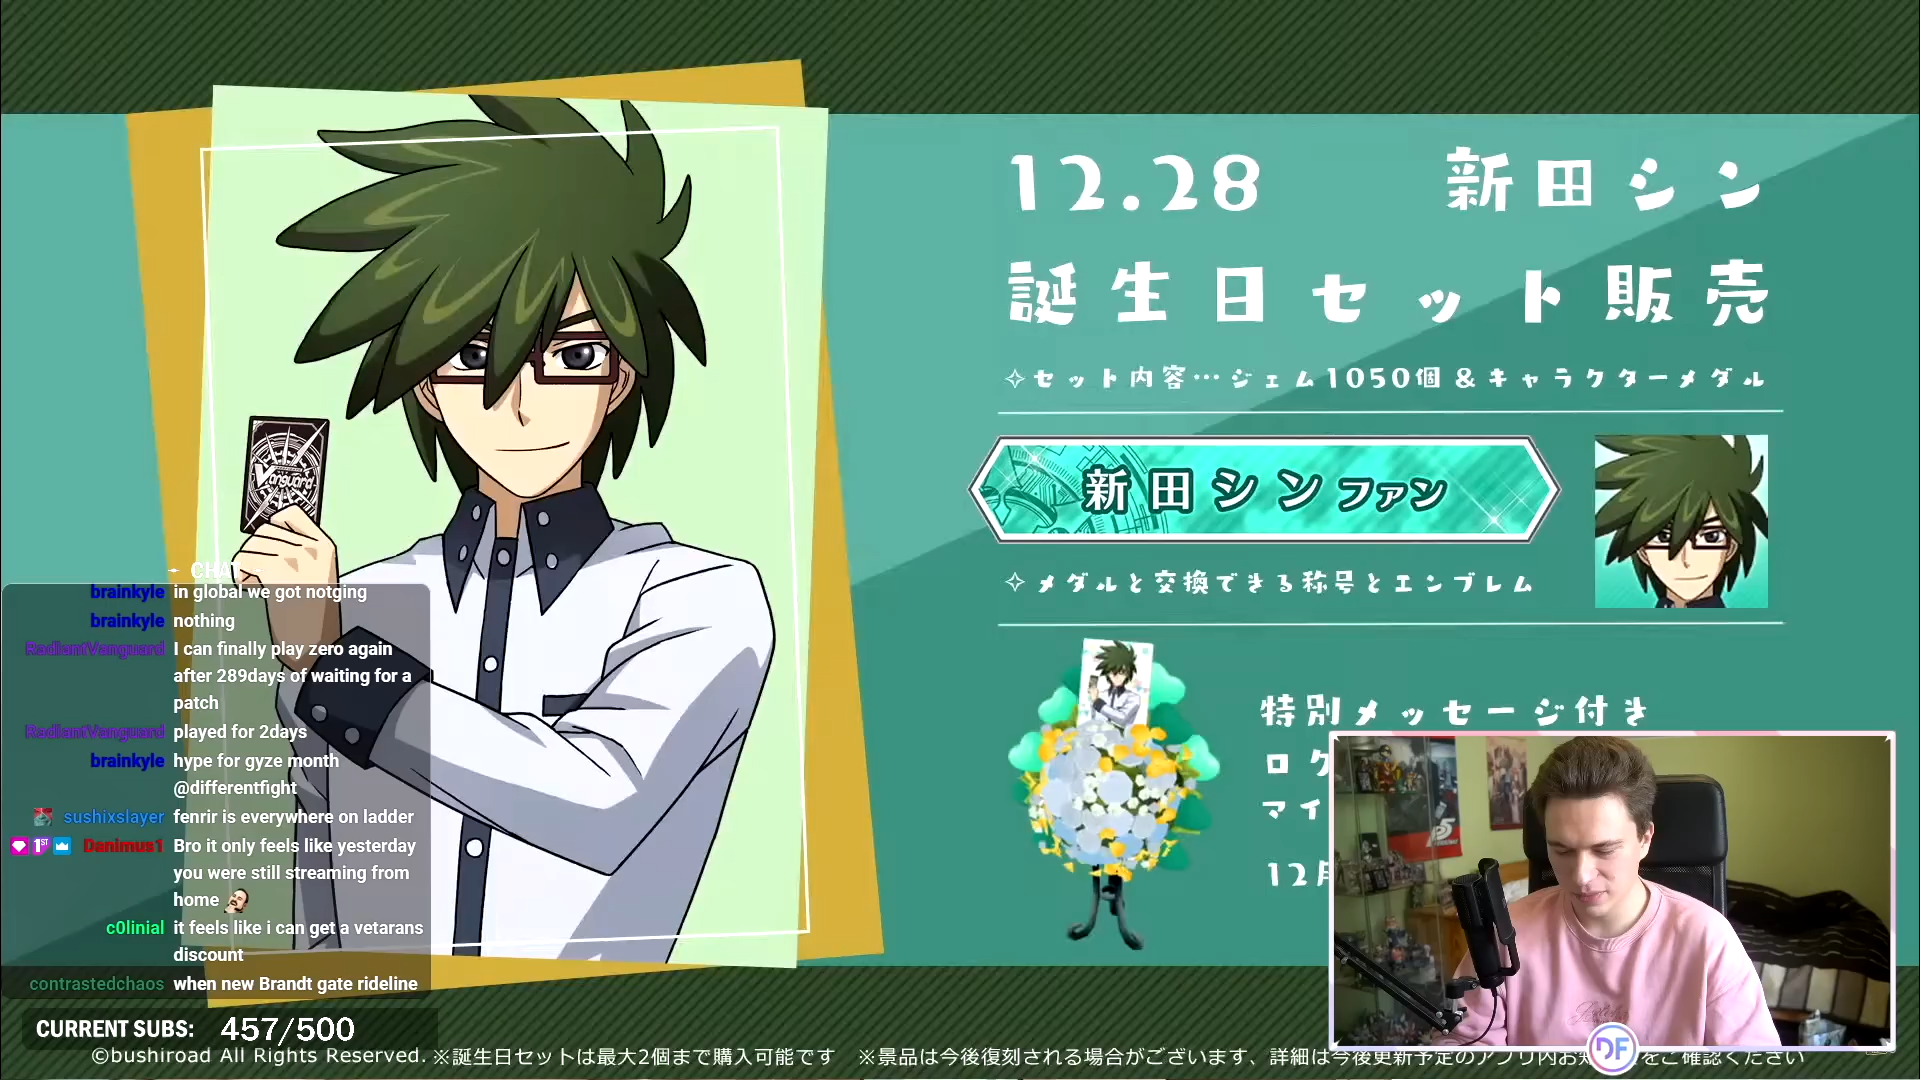 12.28 新田シン
誕生日セット販売
✧セット内容…ジェム1050個＆キャラクターメダル
Vanguard
新田シンファン
✧メダルと交換できる称号とエンブレム
特別メッセージ付き
ロク
マイ
12月
CHAT
brainkyle in global we got notging
brainkyle nothing
RadiantVanguard I can finally play zero again
after 289days of waiting for a
patch
RadiantVanguard played for 2days
brainkyle hype for gyze month
@differentfight
sushixslayer fenrir is everywhere on ladder
1ST Danimus1 Bro it only feels like yesterday
you were still streaming from
home
c0linial it feels like i can get a vetarans
discount
contrastedchaos when new Brandt gate rideline
CURRENT SUBS: 457/500
DF
©bushiroad All Rights Reserved. ※誕生日セットは最大2個まで購入可能です ※景品は今後復刻される場合がございます、詳細は今後更新予定のアプリ内お知 をご確認ください